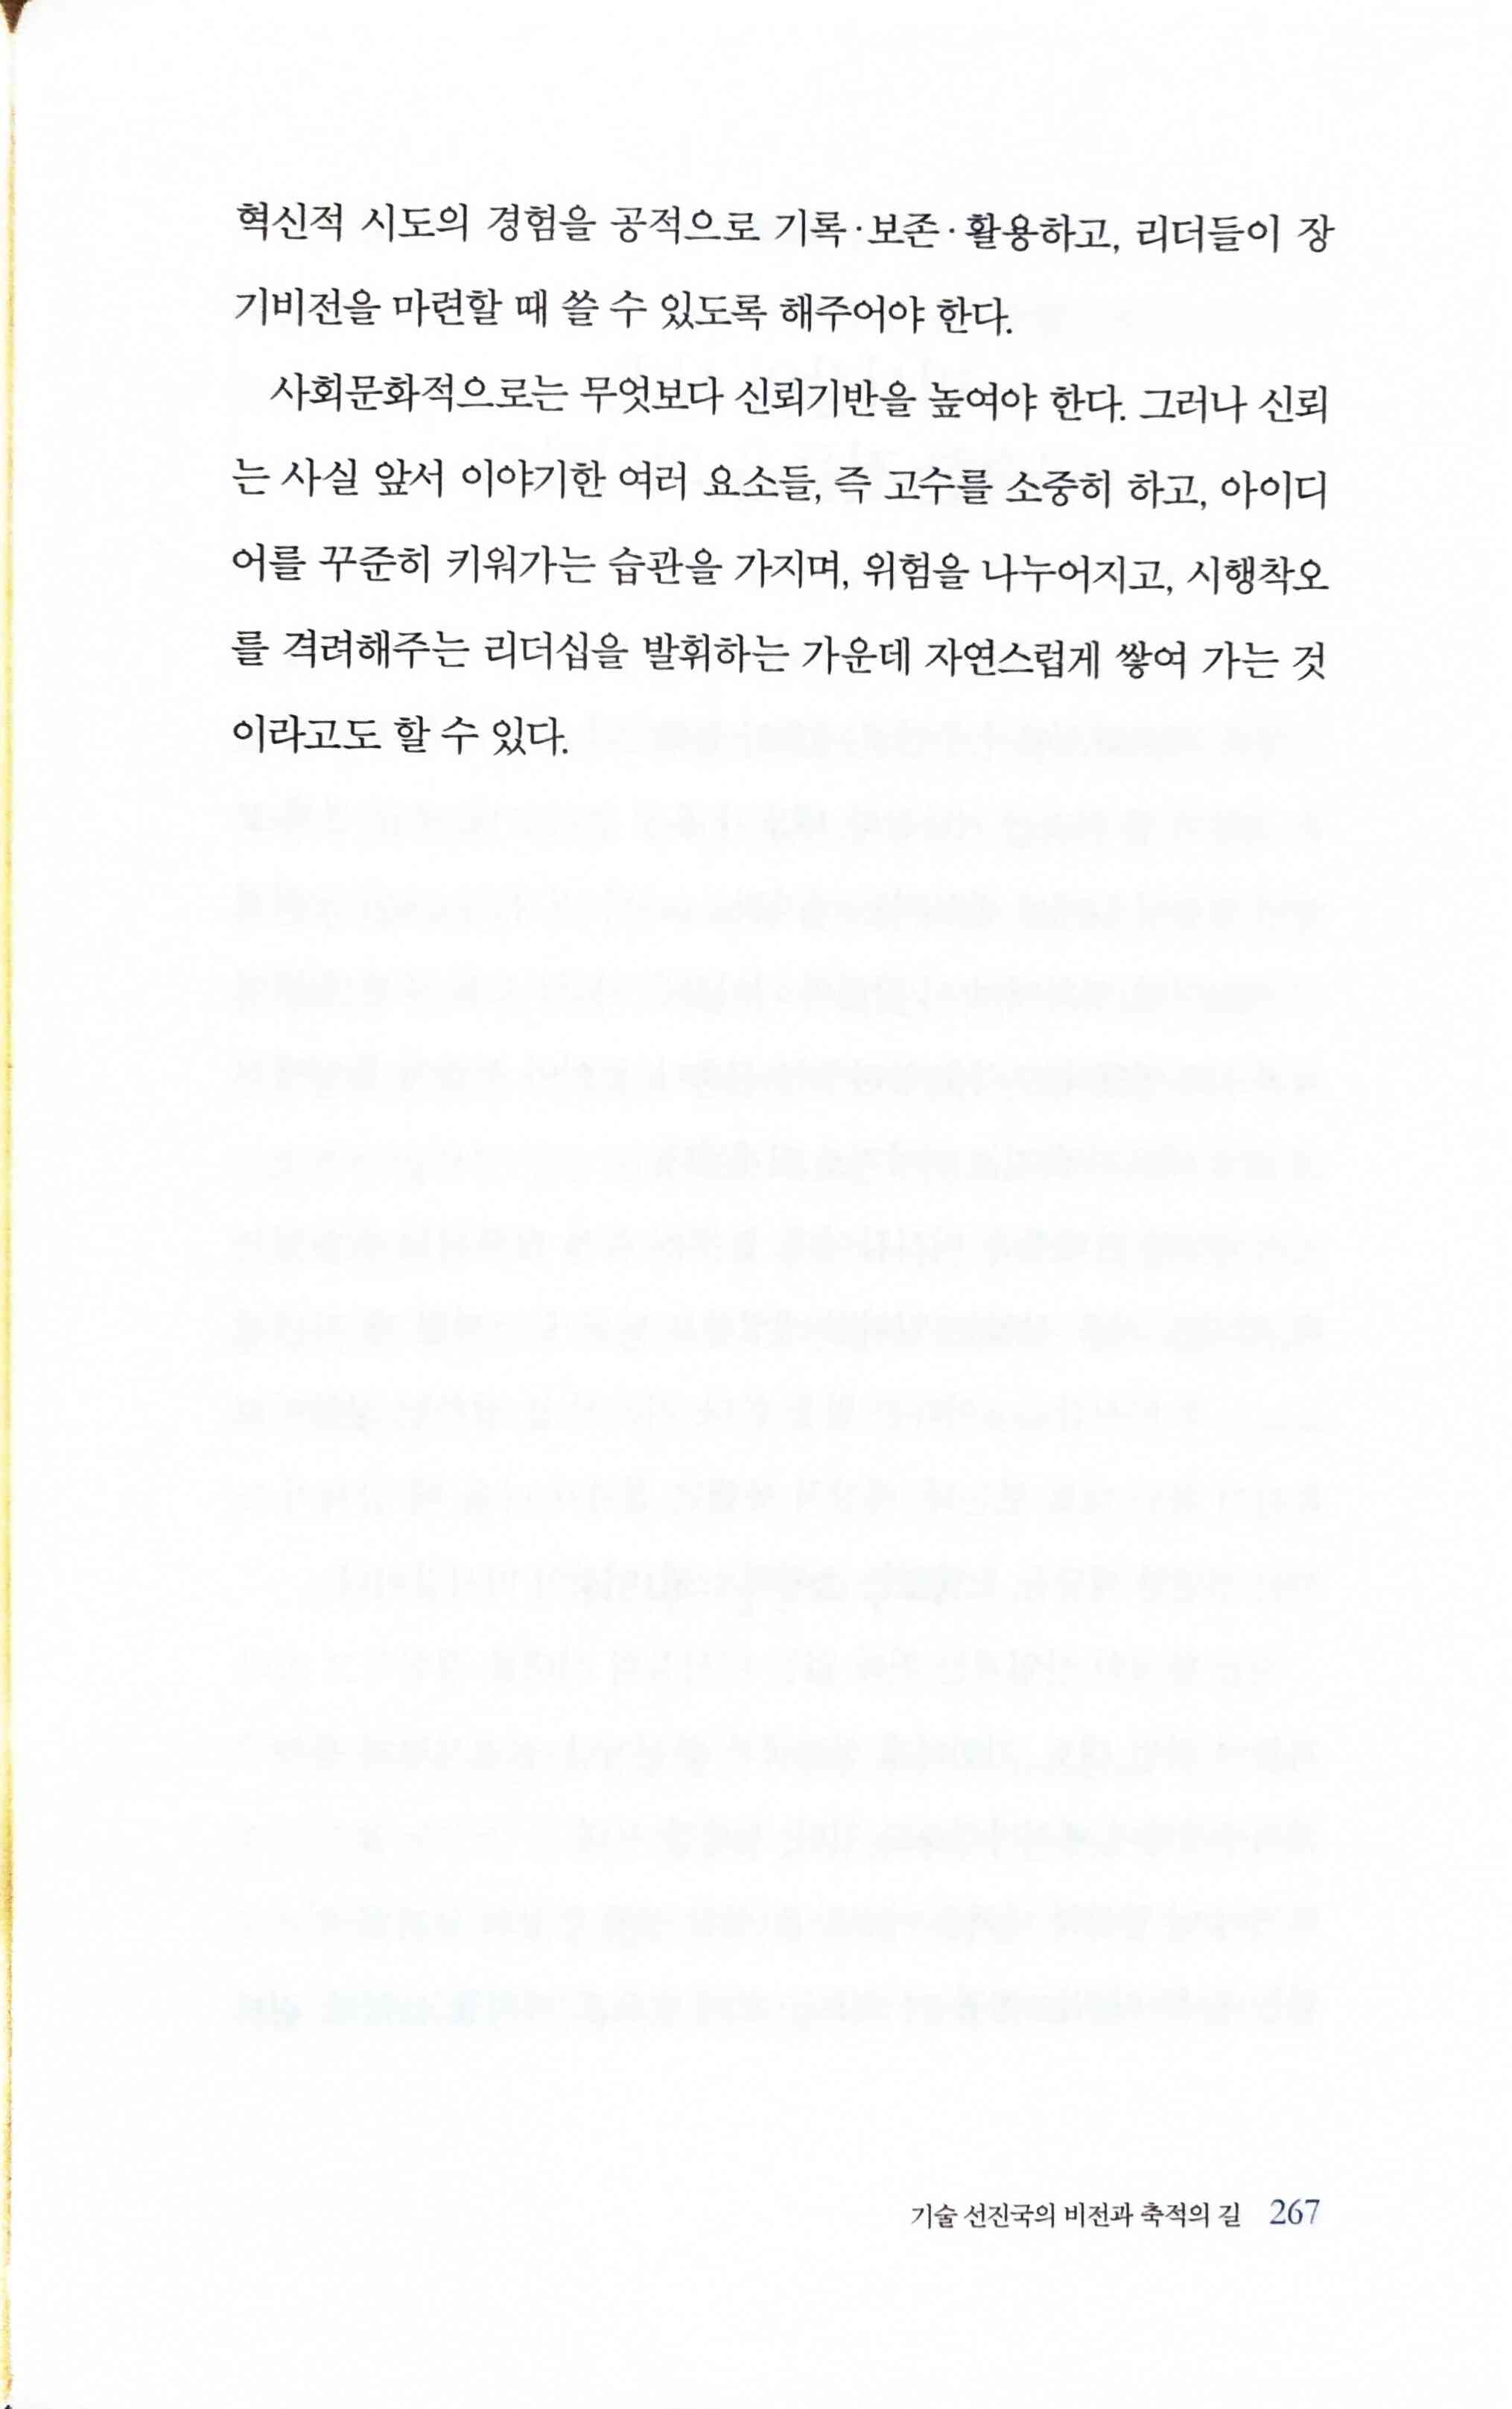 혁신적 시도의 경험을 공적으로 기록·보존·활용하고, 리더들이 장
기비전을 마련할 때 쓸 수 있도록 해주어야 한다.
사회문화적으로는 무엇보다 신뢰기반을 높여야 한다. 그러나 신뢰
는 사실 앞서 이야기한 여러 요소들, 즉 고수를 소중히 하고, 아이디
어를 꾸준히 키워가는 습관을 가지며, 위험을 나누어지고, 시행착오
를 격려해주는 리더십을 발휘하는 가운데 자연스럽게 쌓여 가는 것
이라고도 할 수 있다.
기술 선진국의 비전과 축적의 길 267